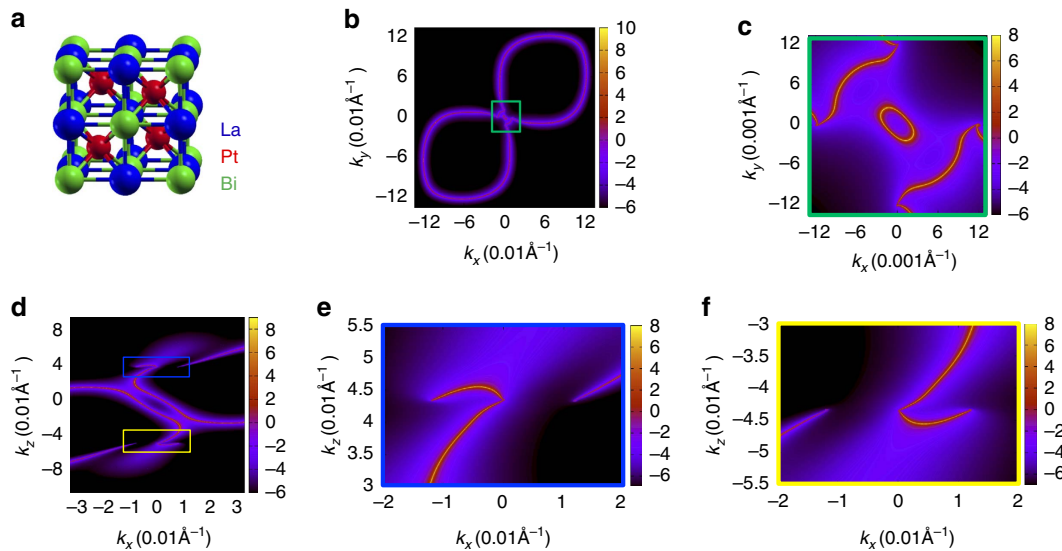 a
La
Pt
Bi
b
12
6
0
−6
−12
k_y (0.01Å⁻¹)
−12 −6 0 6 12
k_x (0.01Å⁻¹)
10
8
6
4
2
0
−2
−4
−6
c
12
6
0
−6
−12
k_y (0.001Å⁻¹)
−12 −6 0 6 12
k_x (0.001Å⁻¹)
8
6
4
2
0
−2
−4
−6
d
8
4
0
−4
−8
k_z (0.01Å⁻¹)
−3 −2 −1 0 1 2 3
k_x (0.01Å⁻¹)
8
6
4
2
0
−2
−4
−6
e
5.5
5
4.5
4
3.5
3
k_z (0.01Å⁻¹)
−2 −1 0 1 2
k_x (0.01Å⁻¹)
8
6
4
2
0
−2
−4
−6
f
−3
−3.5
−4
−4.5
−5
−5.5
k_z (0.01Å⁻¹)
−2 −1 0 1 2
k_x (0.01Å⁻¹)
8
6
4
2
0
−2
−4
−6